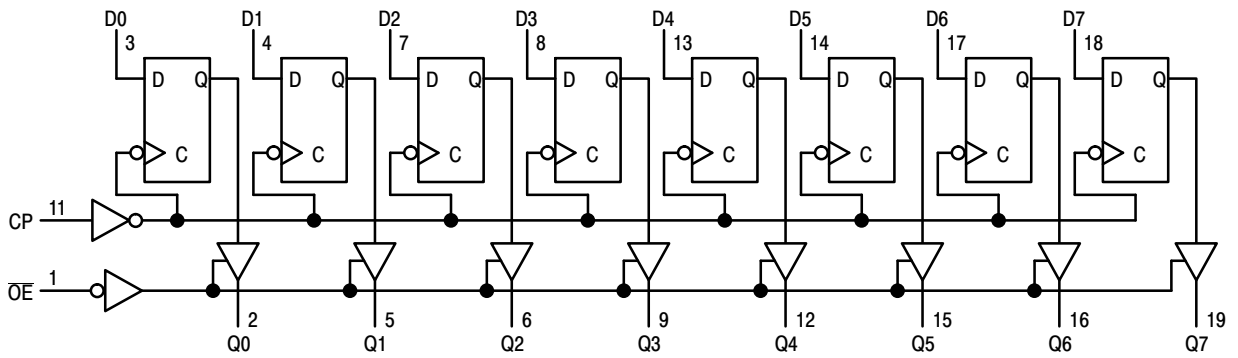 D0 D1 D2 D3 D4 D5 D6 D7
3 4 7 8 13 14 17 18
D Q D Q D Q D Q D Q D Q D Q D Q
C C C C C C C C
CP 11
OE 1
2 5 6 9 12 15 16 19
Q0 Q1 Q2 Q3 Q4 Q5 Q6 Q7